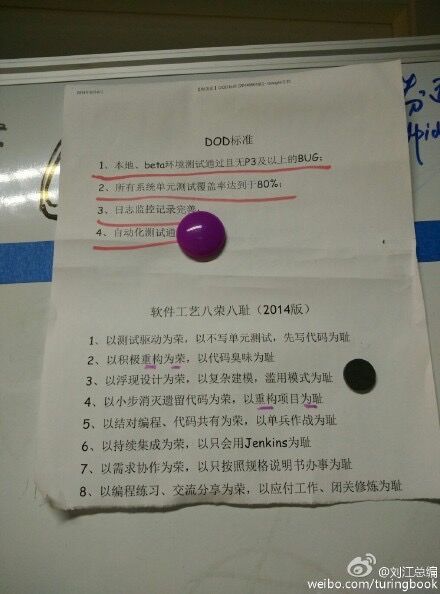 DOD标准
1、本地、beta环境测试通过且无P3及以上的BUG;
2、所有系统单元测试覆盖率达到于80%;
3、日志监控记录完善
4、自动化测试通
软件工艺八荣八耻（2014版）
1、以测试驱动为荣，以不写单元测试，先写代码为耻
2、以积极重构为荣，以代码臭味为耻
3、以浮现设计为荣，以复杂建模，滥用模式为耻
4、以小步消灭遗留代码为荣，以重构项目为耻
5、以结对编程、代码共有为荣，以单兵作战为耻
6、以持续集成为荣，以只会用Jenkins为耻
7、以需求协作为荣，以只按照规格说明书办事为耻
8、以编程练习、交流分享为荣，以应付工作、闭关修炼为耻
@刘江总编
weibo.com/turingbook